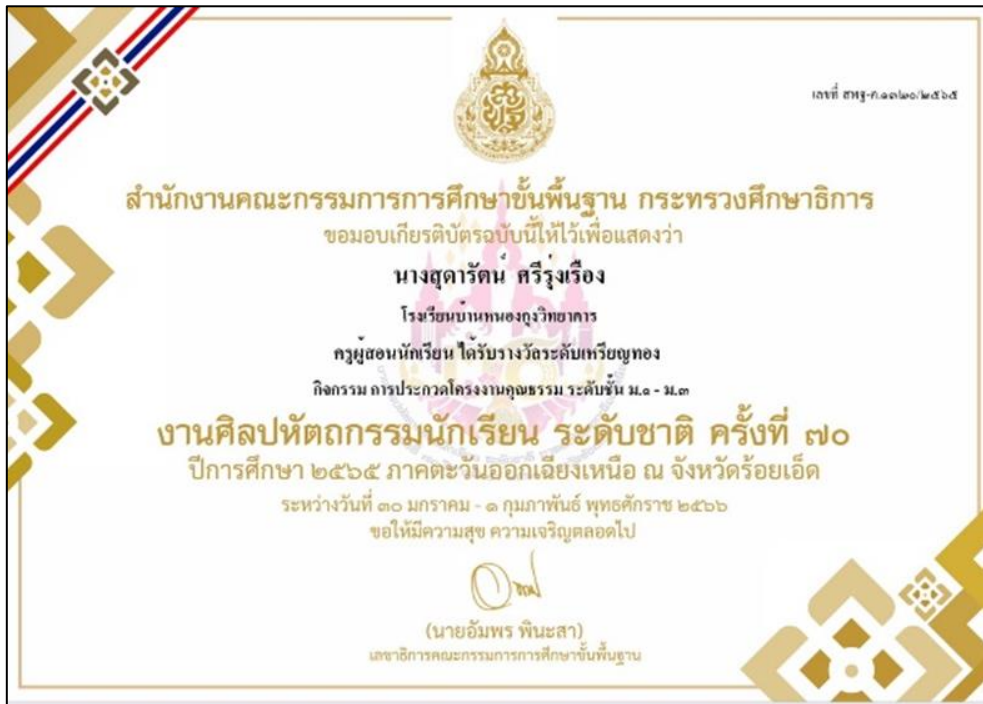 เลขที่ สพฐ-ก.๑๓๒๐/๒๕๖๕
สำนักงานคณะกรรมการการศึกษาขั้นพื้นฐาน กระทรวงศึกษาธิการ
ขอมอบเกียรติบัตรฉบับนี้ให้ไว้เพื่อแสดงว่า
นางสุดารัตน์ ศรีรุ่งเรือง
โรงเรียนบ้านหนองกุงวิทยาคาร
ครูผู้สอนนักเรียน ได้รับรางวัลระดับเหรียญทอง
กิจกรรม การประกวดโครงงานคุณธรรม ระดับชั้น ม.๑ - ม.๓
งานศิลปหัตถกรรมนักเรียน ระดับชาติ ครั้งที่ ๗๐
ปีการศึกษา ๒๕๖๕ ภาคตะวันออกเฉียงเหนือ ณ จังหวัดร้อยเอ็ด
ระหว่างวันที่ ๓๐ มกราคม - ๑ กุมภาพันธ์ พุทธศักราช ๒๕๖๖
ขอให้มีความสุข ความเจริญตลอดไป
(นายอัมพร พินะสา)
เลขาธิการคณะกรรมการการศึกษาขั้นพื้นฐาน